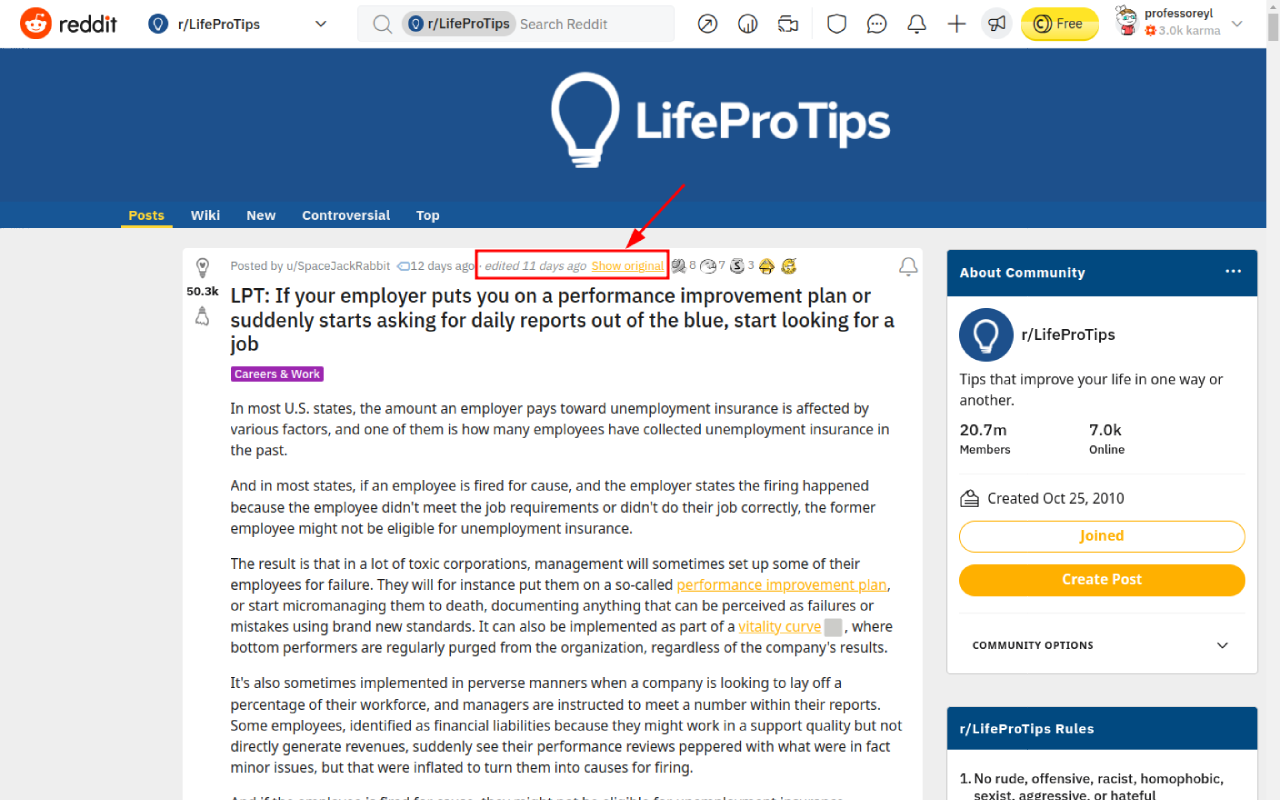 reddit
r/LifeProTips
r/LifeProTips Search Reddit
Free
professoreyl
3.0k karma
LifeProTips
Posts Wiki New Controversial Top
Posted by u/SpaceJackRabbit 12 days ago · edited 11 days ago Show original 8 7 S 3
50.3k
LPT: If your employer puts you on a performance improvement plan or
suddenly starts asking for daily reports out of the blue, start looking for a
job
Careers & Work
In most U.S. states, the amount an employer pays toward unemployment insurance is affected by
various factors, and one of them is how many employees have collected unemployment insurance in
the past.
And in most states, if an employee is fired for cause, and the employer states the firing happened
because the employee didn't meet the job requirements or didn't do their job correctly, the former
employee might not be eligible for unemployment insurance.
The result is that in a lot of toxic corporations, management will sometimes set up some of their
employees for failure. They will for instance put them on a so-called performance improvement plan,
or start micromanaging them to death, documenting anything that can be perceived as failures or
mistakes using brand new standards. It can also be implemented as part of a vitality curve , where
bottom performers are regularly purged from the organization, regardless of the company's results.
It's also sometimes implemented in perverse manners when a company is looking to lay off a
percentage of their workforce, and managers are instructed to meet a number within their reports.
Some employees, identified as financial liabilities because they might work in a support quality but not
directly generate revenues, suddenly see their performance reviews peppered with what were in fact
minor issues, but that were inflated to turn them into causes for firing.
And if the employee is fired for cause, they might not be eligible for unemployment insurance
About Community
r/LifeProTips
Tips that improve your life in one way or
another.
20.7m 7.0k
Members Online
Created Oct 25, 2010
Joined
Create Post
COMMUNITY OPTIONS
r/LifeProTips Rules
1. No rude, offensive, racist, homophobic,
sexist, aggressive, or hateful